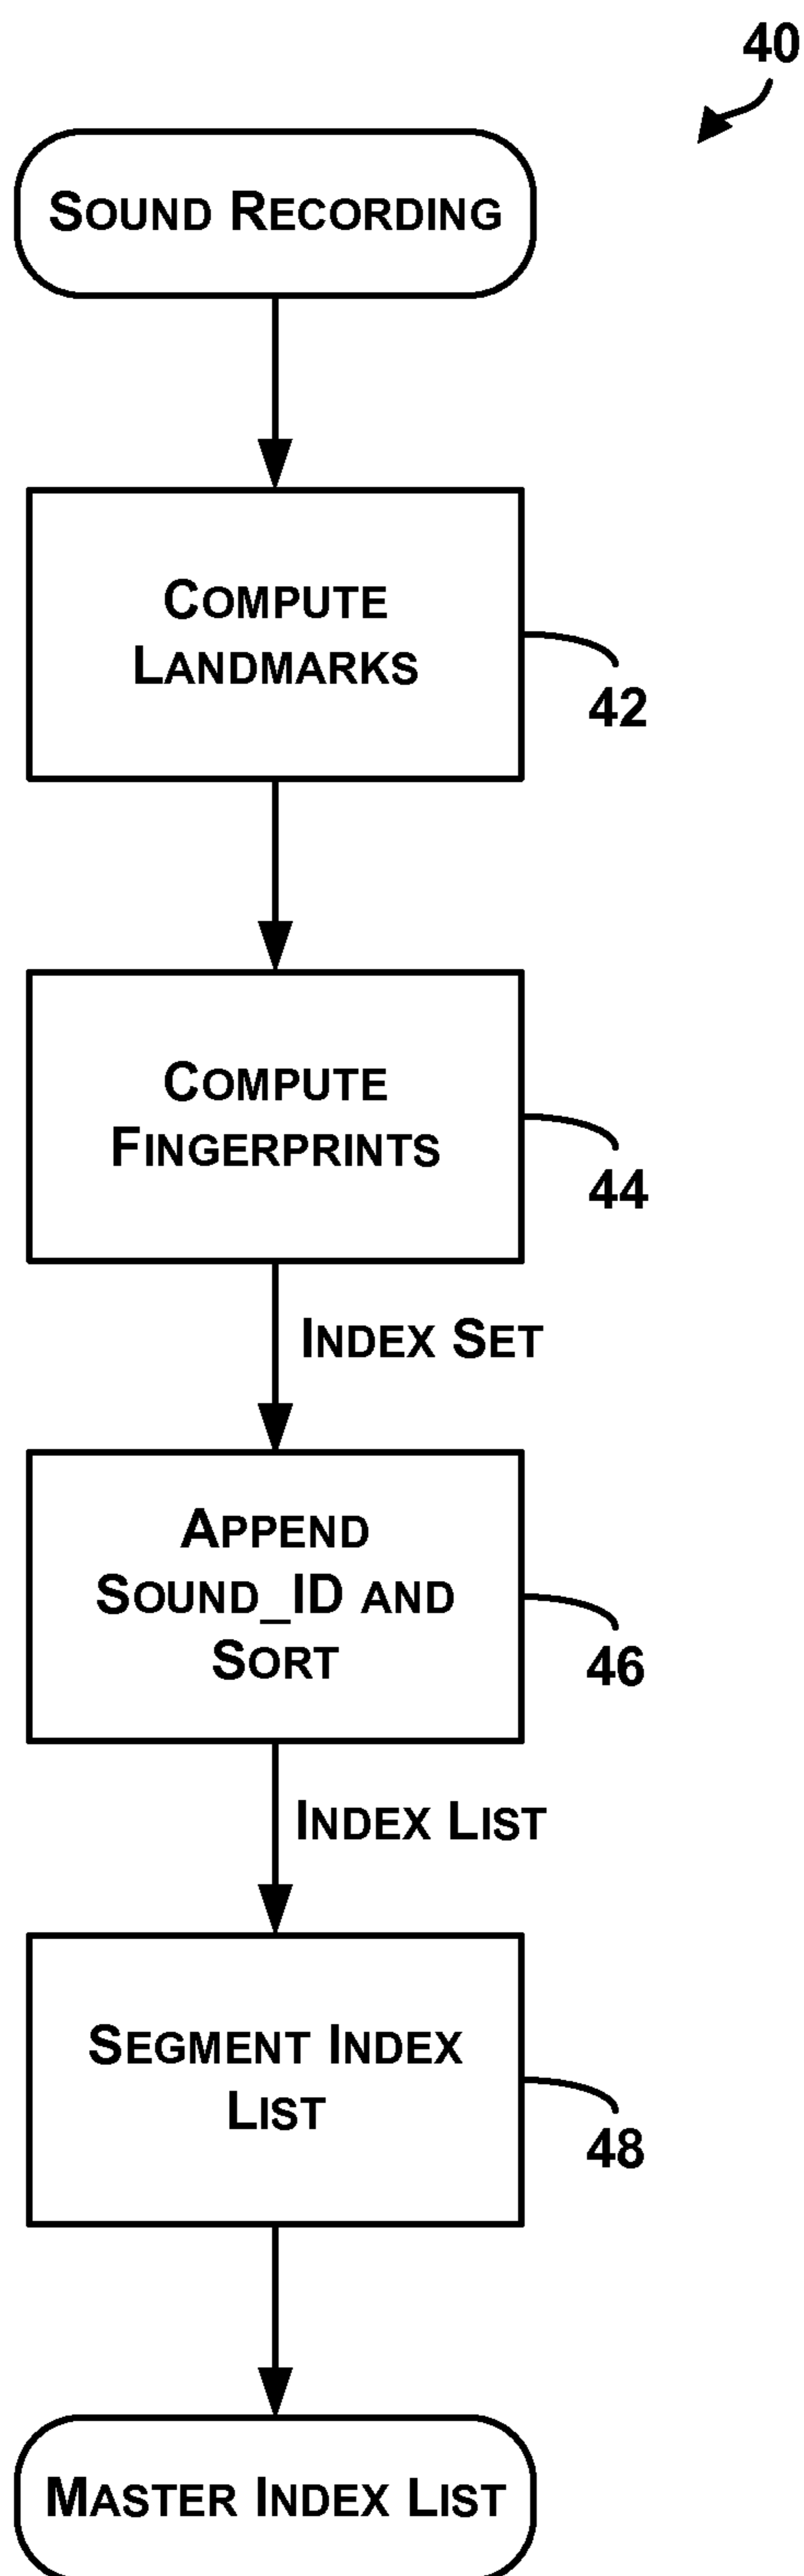 40
SOUND RECORDING
COMPUTE
LANDMARKS
42
COMPUTE
FINGERPRINTS
44
INDEX SET
APPEND
SOUND_ID AND
SORT
46
INDEX LIST
SEGMENT INDEX
LIST
48
MASTER INDEX LIST